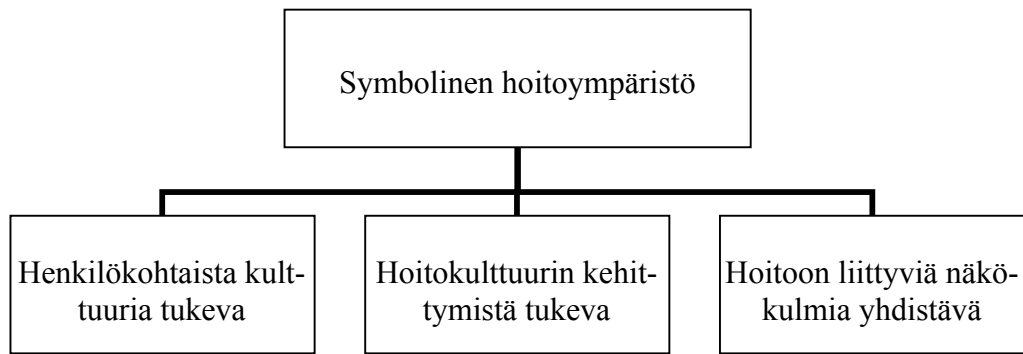 Symbolinen hoitoympäristö
Henkilökohtaista kult-
tuuria tukeva
Hoitokulttuurin kehit-
tymistä tukeva
Hoitoon liittyviä näkö-
kulmia yhdistävä